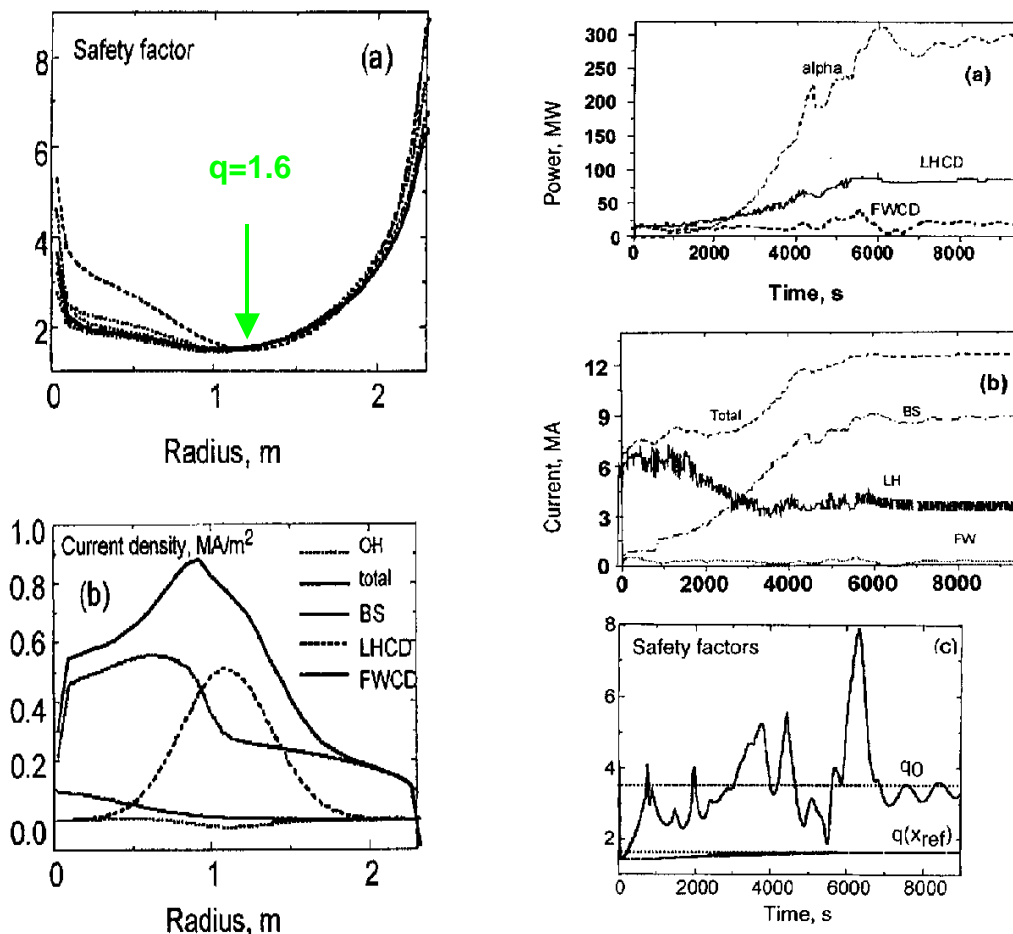 Safety factor
(a)
8
6
4
2
q=1.6
0
1
2
Radius, m
1.0
0.8
0.6
0.4
0.2
0.0
Current density, MA/m²
(b)
OH
total
BS
LHCD
FWCD
0
1
2
Radius, m
300
250
200
150
100
50
0
Power, MW
alpha
(a)
LHCD
FWCD
0
2000
4000
6000
8000
Time, s
12
9
6
3
0
Current, MA
(b)
Total
BS
LH
FW
0
2000
4000
6000
8000
8
6
4
2
Safety factors
(c)
q0
q(xref)
0
2000
4000
6000
8000
Time, s